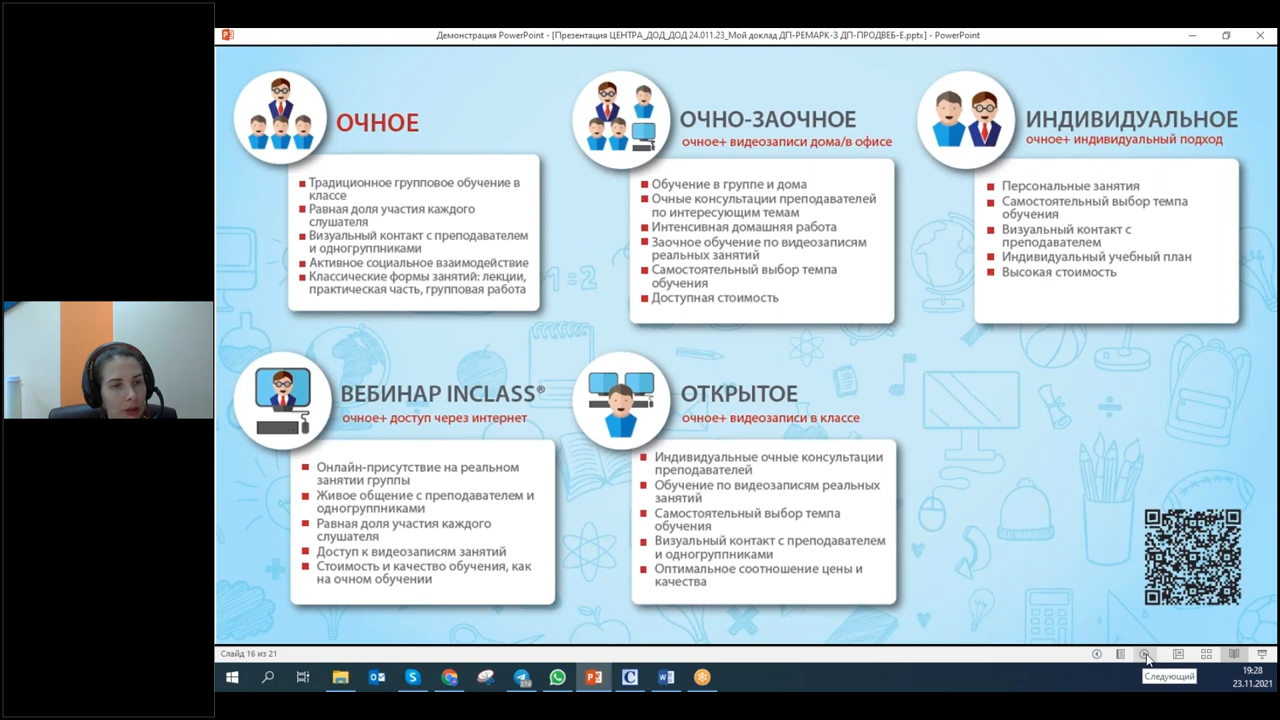 Демонстрация PowerPoint - [Презентация ЦЕНТРА_ДОД_ДОД 24.011.23_Мой доклад ДП-РЕМАРК-3 ДП-ПРОДВЕБ-Е.pptx] - PowerPoint
ОЧНОЕ
Традиционное групповое обучение в
классе
Равная доля участия каждого
слушателя
Визуальный контакт с преподавателем
и одногруппниками
Активное социальное взаимодействие
Классические формы занятий: лекции,
практическая часть, групповая работа
ОЧНО-ЗАОЧНОЕ
очное+ видеозаписи дома/в офисе
Обучение в группе и дома
Очные консультации преподавателей
по интересующим темам
Интенсивная домашняя работа
Заочное обучение по видеозаписям
реальных занятий
Самостоятельный выбор темпа
обучения
Доступная стоимость
ИНДИВИДУАЛЬНОЕ
очное+ индивидуальный подход
Персональные занятия
Самостоятельный выбор темпа
обучения
Визуальный контакт с
преподавателем
Индивидуальный учебный план
Высокая стоимость
1=2
ВЕБИНАР INCLASS®
очное+ доступ через интернет
Онлайн-присутствие на реальном
занятии группы
Живое общение с преподавателем и
одногруппниками
Равная доля участия каждого
слушателя
Доступ к видеозаписям занятий
Стоимость и качество обучения, как
на очном обучении
ОТКРЫТОЕ
очное+ видеозаписи в классе
Индивидуальные очные консультации
преподавателей
Обучение по видеозаписям реальных
занятий
Самостоятельный выбор темпа
обучения
Визуальный контакт с преподавателем
и одногруппниками
Оптимальное соотношение цены и
качества
Слайд 16 из 21
Следующий
19:28
23.11.2021